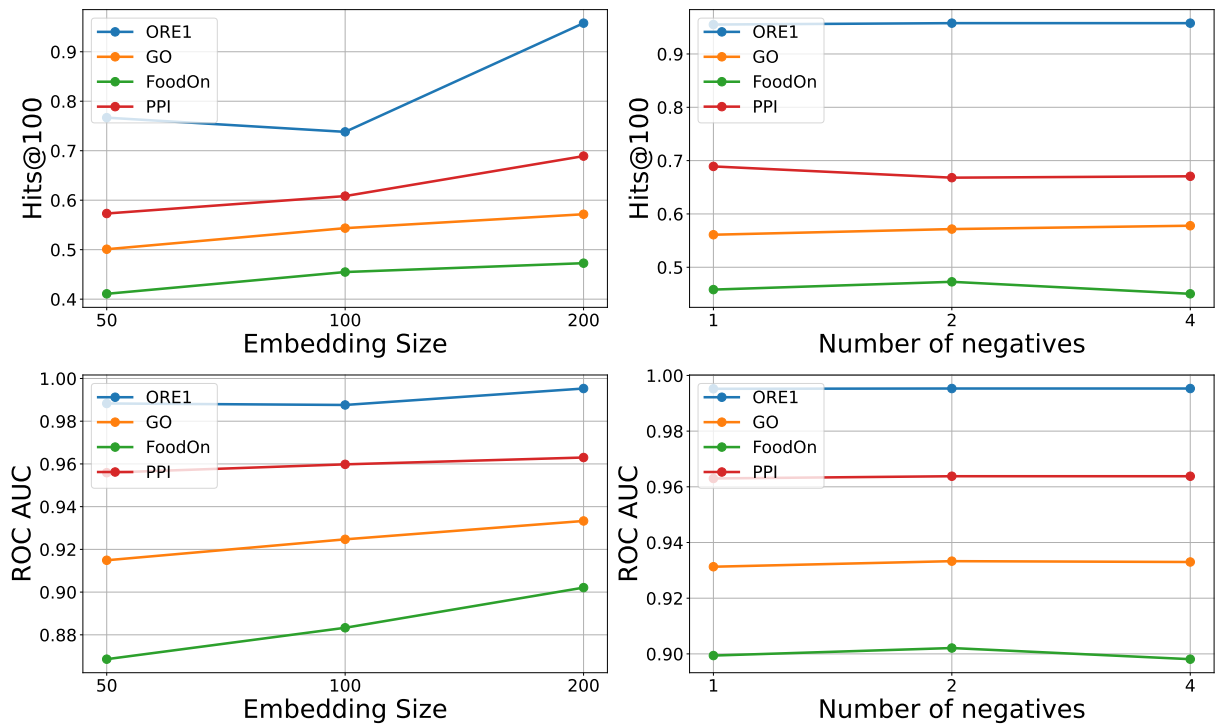 0.9
0.8
0.7
0.6
0.5
0.4
Hits@100
ORE1
GO
FoodOn
PPI
50
100
200
Embedding Size
0.9
0.8
0.7
0.6
0.5
Hits@100
ORE1
GO
FoodOn
PPI
1
2
4
Number of negatives
1.00
0.98
0.96
0.94
0.92
0.90
0.88
ROC AUC
ORE1
GO
FoodOn
PPI
50
100
200
Embedding Size
1.00
0.98
0.96
0.94
0.92
0.90
ROC AUC
ORE1
GO
FoodOn
PPI
1
2
4
Number of negatives